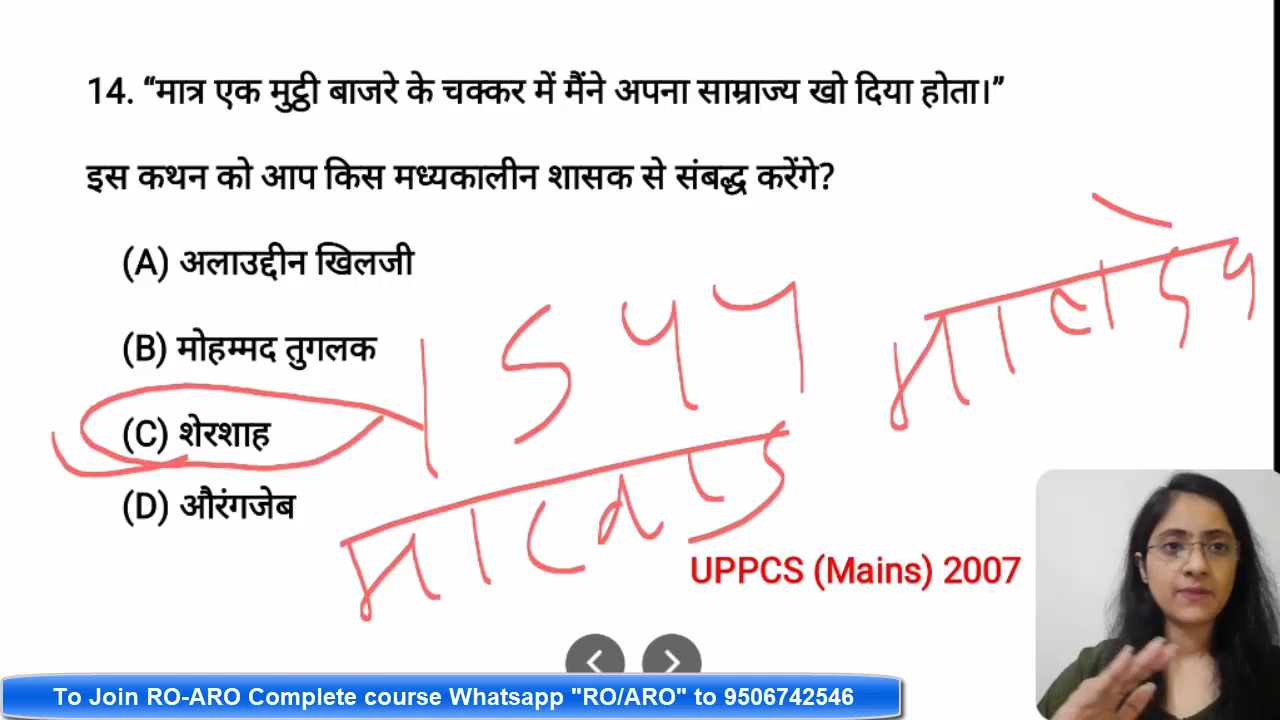 14. “मात्र एक मुट्ठी बाजरे के चक्कर में मैंने अपना साम्राज्य खो दिया होता।”
इस कथन को आप किस मध्यकालीन शासक से संबद्ध करेंगे?
(A) अलाउद्दीन खिलजी
(B) मोहम्मद तुगलक
(C) शेरशाह
(D) औरंगजेब
1544
मालदेव
मारवाड
UPPCS (Mains) 2007
To Join RO-ARO Complete course Whatsapp "RO/ARO" to 9506742546